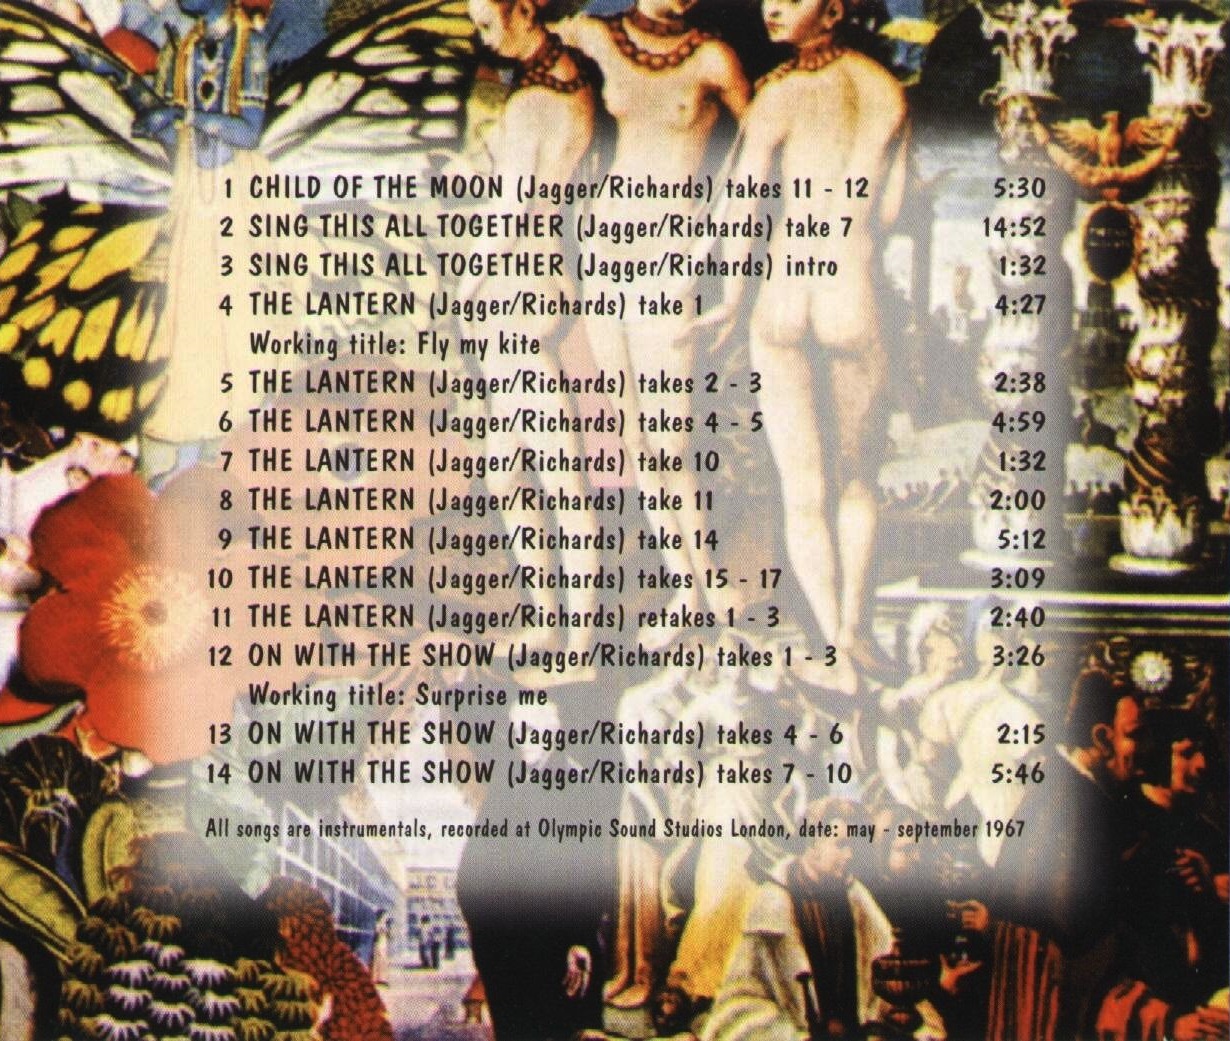 1 CHILD OF THE MOON (Jagger/Richards) takes 11 - 12 5:30
2 SING THIS ALL TOGETHER (Jagger/Richards) take 7 14:52
3 SING THIS ALL TOGETHER (Jagger/Richards) intro 1:32
4 THE LANTERN (Jagger/Richards) take 1 4:27
Working title: Fly my kite
5 THE LANTERN (Jagger/Richards) takes 2 - 3 2:38
6 THE LANTERN (Jagger/Richards) takes 4 - 5 4:59
7 THE LANTERN (Jagger/Richards) take 10 1:32
8 THE LANTERN (Jagger/Richards) take 11 2:00
9 THE LANTERN (Jagger/Richards) take 14 5:12
10 THE LANTERN (Jagger/Richards) takes 15 - 17 3:09
11 THE LANTERN (Jagger/Richards) retakes 1 - 3 2:40
12 ON WITH THE SHOW (Jagger/Richards) takes 1 - 3 3:26
Working title: Surprise me
13 ON WITH THE SHOW (Jagger/Richards) takes 4 - 6 2:15
14 ON WITH THE SHOW (Jagger/Richards) takes 7 - 10 5:46
All songs are instrumentals, recorded at Olympic Sound Studios London, date: may - september 1967